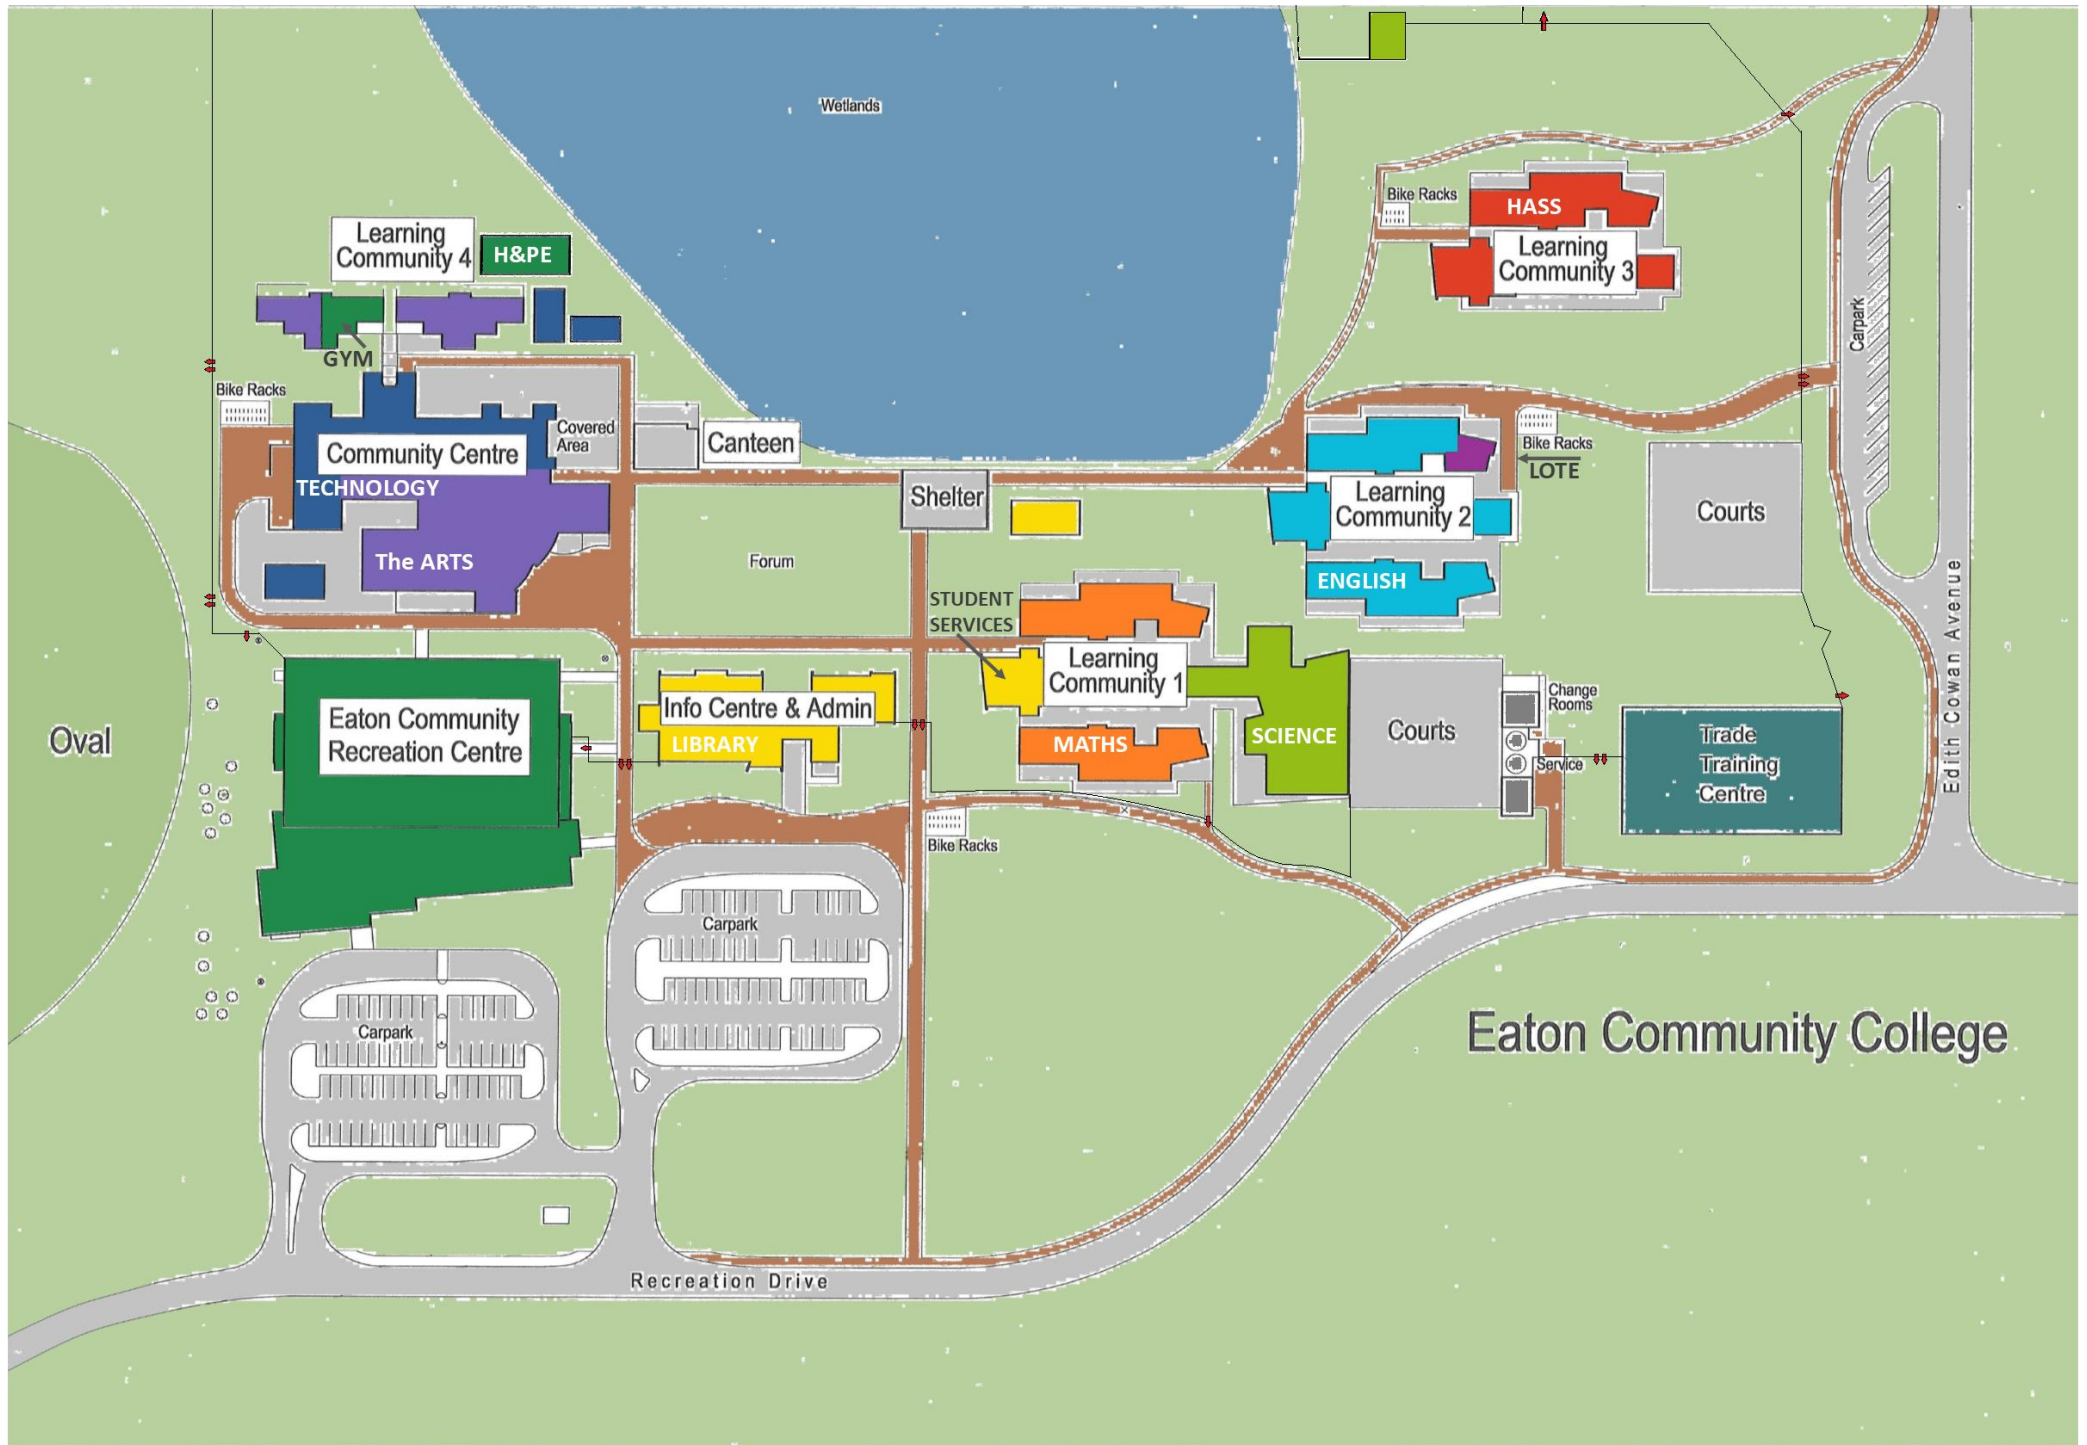 Wetlands
Bike Racks
HASS
Learning
Community 3
Learning
Community 4
H&PE
GYM
Carpark
Bike Racks
Covered
Area
Canteen
Community Centre
TECHNOLOGY
The ARTS
Shelter
Forum
Bike Racks
LOTE
Learning
Community 2
ENGLISH
Courts
STUDENT
SERVICES
Learning
Community 1
MATHS
SCIENCE
Courts
Change
Rooms
Service
Trade
Training
Centre
Edith Cowan Avenue
Oval
Eaton Community
Recreation Centre
Info Centre & Admin
LIBRARY
Bike Racks
Carpark
Carpark
Eaton Community College
Recreation Drive